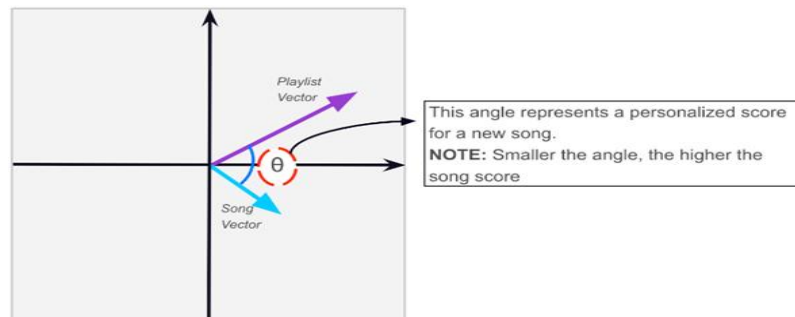 Playlist
Vector
This angle represents a personalized score
for a new song.
NOTE: Smaller the angle, the higher the
song score
θ
Song
Vector